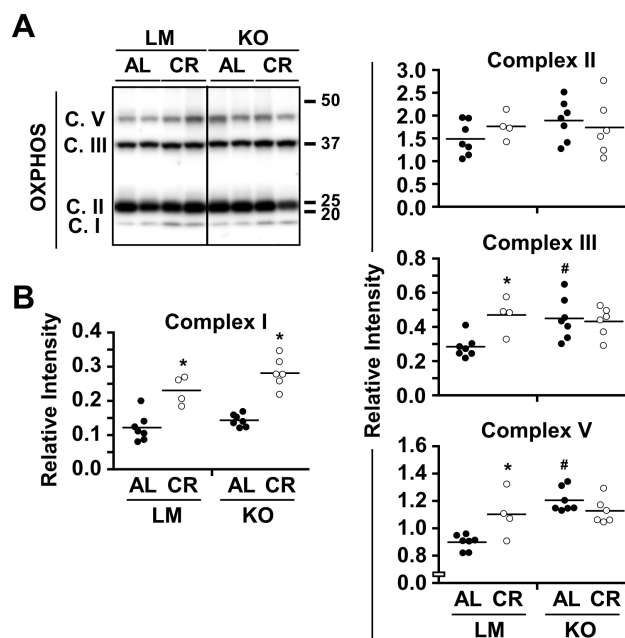 A
LM KO
AL CR AL CR
OXPHOS
C. V
C. III
C. II
C. I
50
37
25
20
B
Complex I
Relative Intensity
0.4
0.3
0.2
0.1
0.0
* *
AL CR AL CR
LM KO
Relative Intensity
Complex II
3.0
2.5
2.0
1.5
1.0
0.5
0.0
Complex III
0.8
0.6
0.4
0.2
0.0
* #
Complex V
1.6
1.4
1.2
1.0
0.8
0.0
* #
AL CR AL CR
LM KO